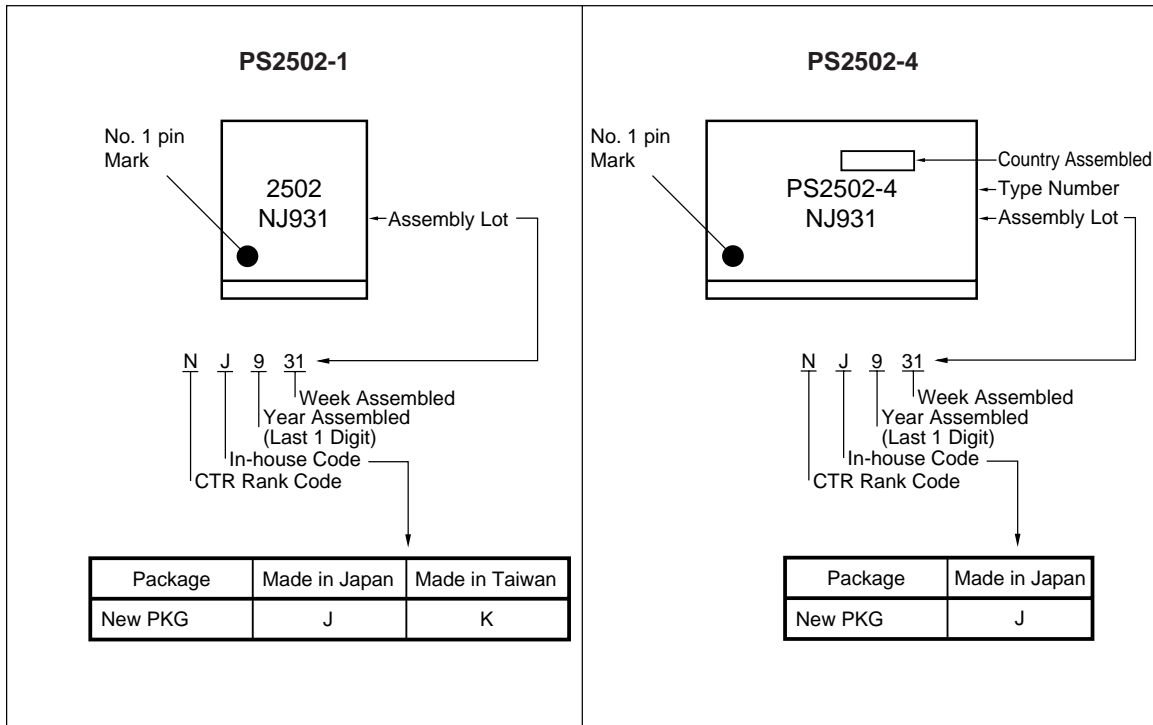 PS2502-1
No. 1 pin
Mark
2502
NJ931
Assembly Lot
N J 9 31
Week Assembled
Year Assembled
(Last 1 Digit)
In-house Code
CTR Rank Code
Package Made in Japan Made in Taiwan
New PKG J K
PS2502-4
No. 1 pin
Mark
Country Assembled
PS2502-4
Type Number
NJ931
Assembly Lot
N J 9 31
Week Assembled
Year Assembled
(Last 1 Digit)
In-house Code
CTR Rank Code
Package Made in Japan
New PKG J